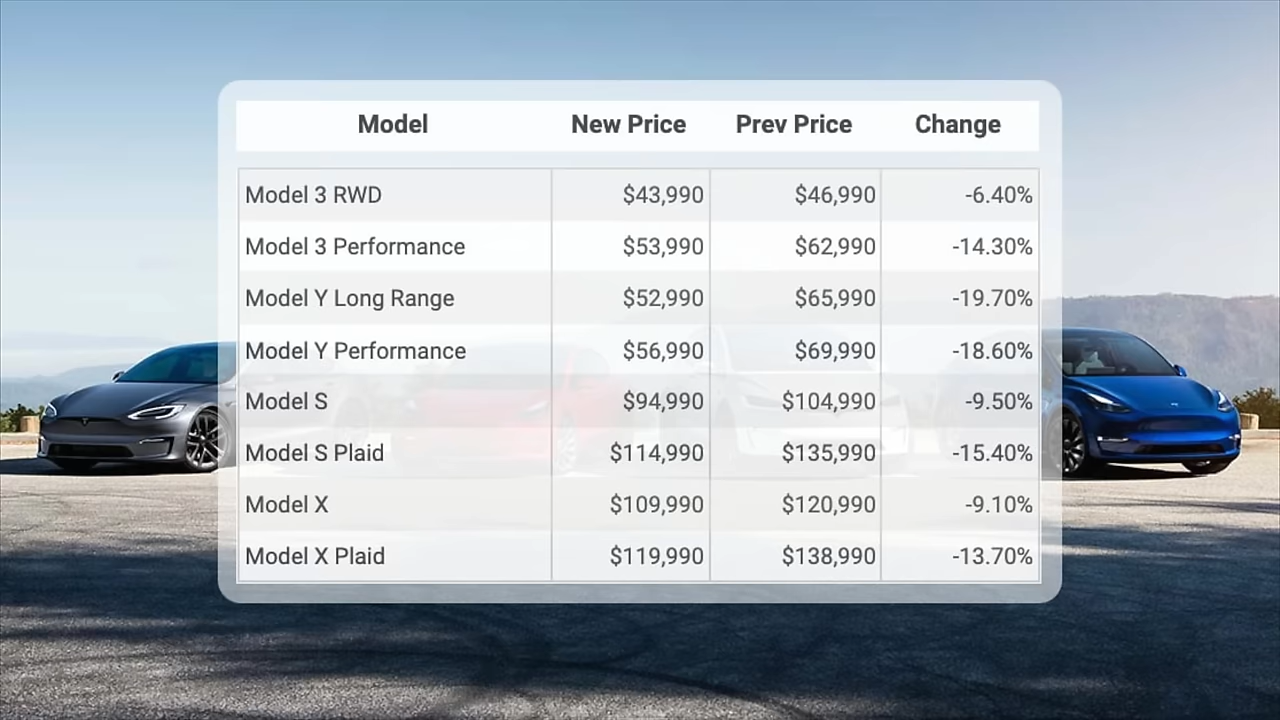 Model New Price Prev Price Change
Model 3 RWD $43,990 $46,990 -6.40%
Model 3 Performance $53,990 $62,990 -14.30%
Model Y Long Range $52,990 $65,990 -19.70%
Model Y Performance $56,990 $69,990 -18.60%
Model S $94,990 $104,990 -9.50%
Model S Plaid $114,990 $135,990 -15.40%
Model X $109,990 $120,990 -9.10%
Model X Plaid $119,990 $138,990 -13.70%